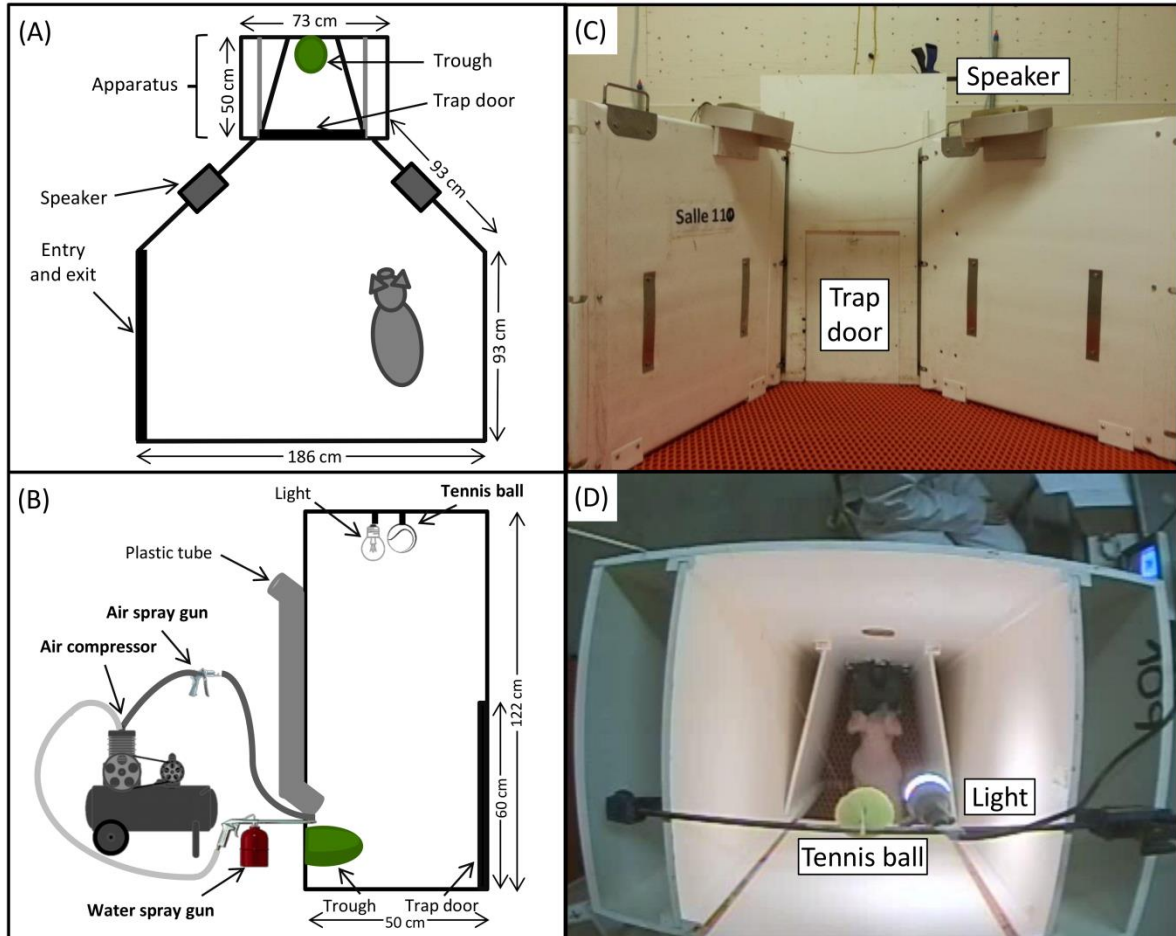 (A)
73 cm
50 cm
Apparatus
Trough
Trap door
93 cm
Speaker
Entry
and exit
93 cm
186 cm
(B)
Light
Tennis ball
Plastic tube
Air spray gun
Air compressor
122 cm
60 cm
Water spray gun
Trough
Trap door
50 cm
(C)
Speaker
Salle 110
Trap
door
(D)
Light
Tennis ball